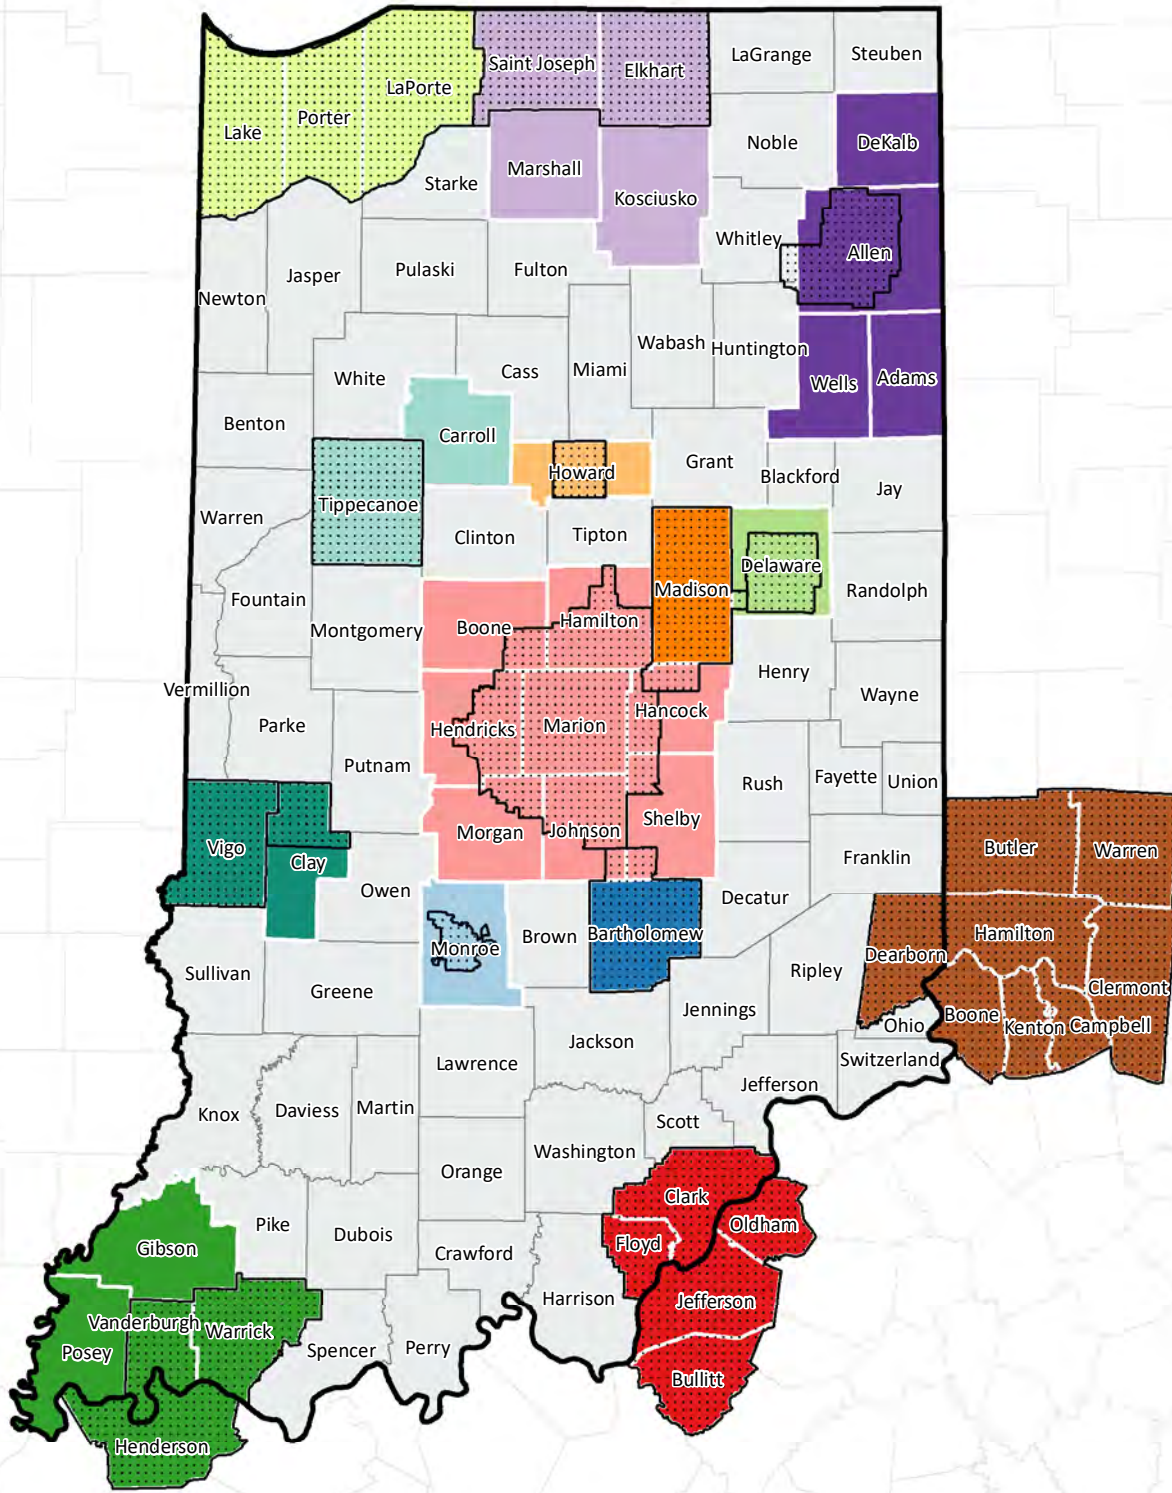 LaGrange
Steuben
Saint Joseph
Elkhart
LaPorte
Porter
Lake
Noble
DeKalb
Marshall
Starke
Kosciusko
Whitley
Allen
Pulaski
Fulton
Jasper
Newton
Wabash
Huntington
Miami
Cass
White
Wells
Adams
Benton
Carroll
Grant
Howard
Blackford
Jay
Tippecanoe
Warren
Clinton
Tipton
Delaware
Madison
Randolph
Fountain
Hamilton
Boone
Montgomery
Henry
Vermillion
Wayne
Hancock
Parke
Hendricks
Marion
Putnam
Fayette
Union
Rush
Shelby
Morgan
Johnson
Vigo
Clay
Butler
Warren
Franklin
Owen
Decatur
Bartholomew
Brown
Monroe
Hamilton
Dearborn
Sullivan
Ripley
Greene
Clermont
Jennings
Boone
Ohio
Kenton
Campbell
Jackson
Switzerland
Lawrence
Jefferson
Martin
Daviess
Knox
Scott
Washington
Orange
Clark
Oldham
Pike
Dubois
Floyd
Gibson
Crawford
Harrison
Jefferson
Vanderburgh
Warrick
Posey
Spencer
Perry
Bullitt
Henderson